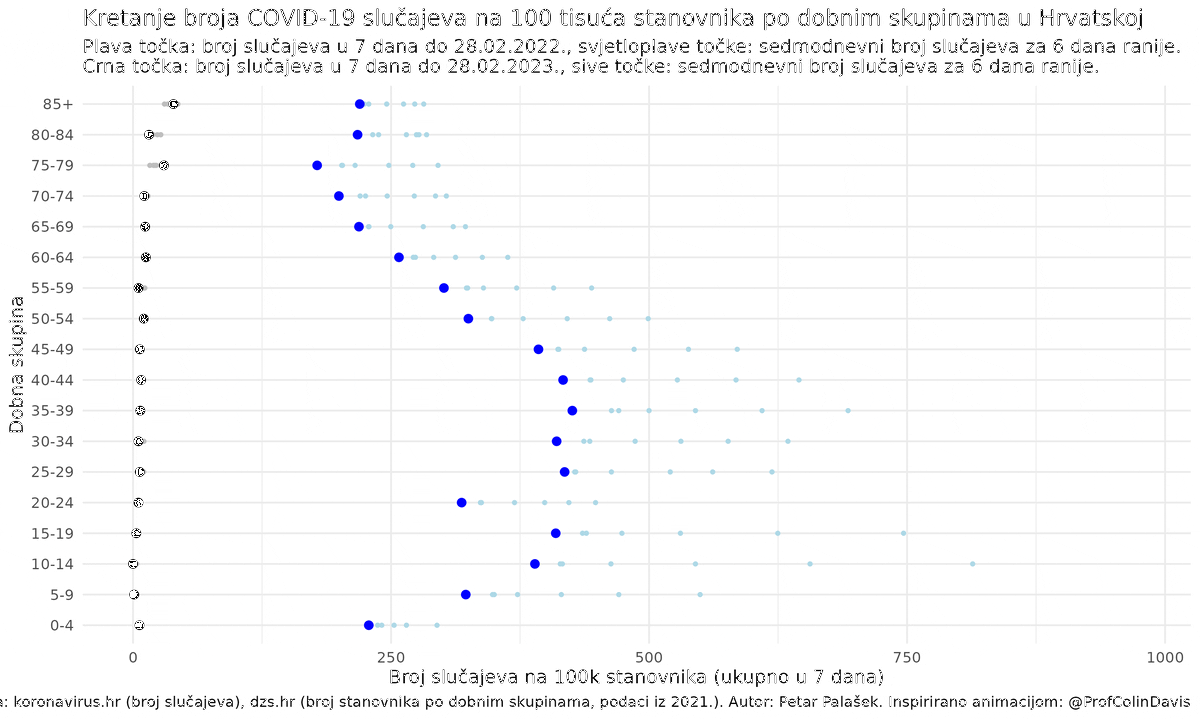 Kretanje broja COVID-19 slučajeva na 100 tisuća stanovnika po dobnim skupinama u Hrvatskoj
Plava točka: broj slučajeva u 7 dana do 28.02.2022., svjetloplave točke: sedmodnevni broj slučajeva za 6 dana ranije.
Crna točka: broj slučajeva u 7 dana do 28.02.2023., sive točke: sedmodnevni broj slučajeva za 6 dana ranije.
Dobna skupina
85+
80-84
75-79
70-74
65-69
60-64
55-59
50-54
45-49
40-44
35-39
30-34
25-29
20-24
15-19
10-14
5-9
0-4
0 250 500 750 1000
Broj slučajeva na 100k stanovnika (ukupno u 7 dana)
a: koronavirus.hr (broj slučajeva), dzs.hr (broj stanovnika po dobnim skupinama, podaci iz 2021.). Autor: Petar Palašek. Inspirirano animacijom: @ProfColinDavis